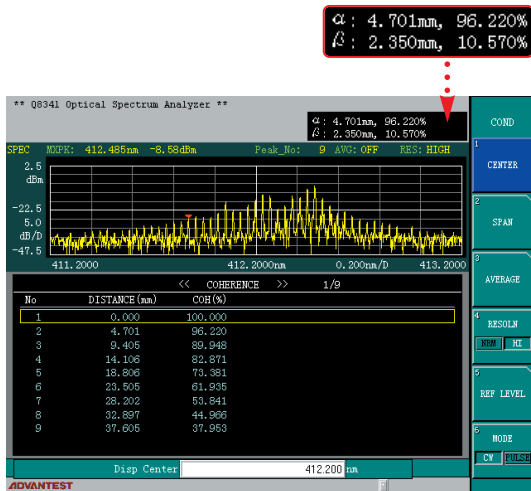 α: 4.701mm, 96.220%
β: 2.350mm, 10.570%
** Q8341 Optical Spectrum Analyzer **
α: 4.701mm, 96.220%
β: 2.350mm, 10.570%
SPEC MXPK: 412.485nm -8.58dBm Peak_No: 9 AVG:OFF RES:HIGH
2.5
dBm
-22.5
5.0
dB/D
-47.5
411.2000 412.2000nm 0.200nm/D 413.2000
<< COHERENCE >> 1/9
No DISTANCE(mm) COH(%)
1 0.000 100.000
2 4.701 96.220
3 9.405 89.948
4 14.106 82.871
5 18.806 73.381
6 23.505 61.935
7 28.202 53.841
8 32.897 44.966
9 37.605 37.953
Disp Center 412.200 nm
ADVANTEST
COND
1
CENTER
2
SPAN
3
AVERAGE
4
RESOLN
NRM HI
5
REF LEVEL
6
MODE
CW PULSE